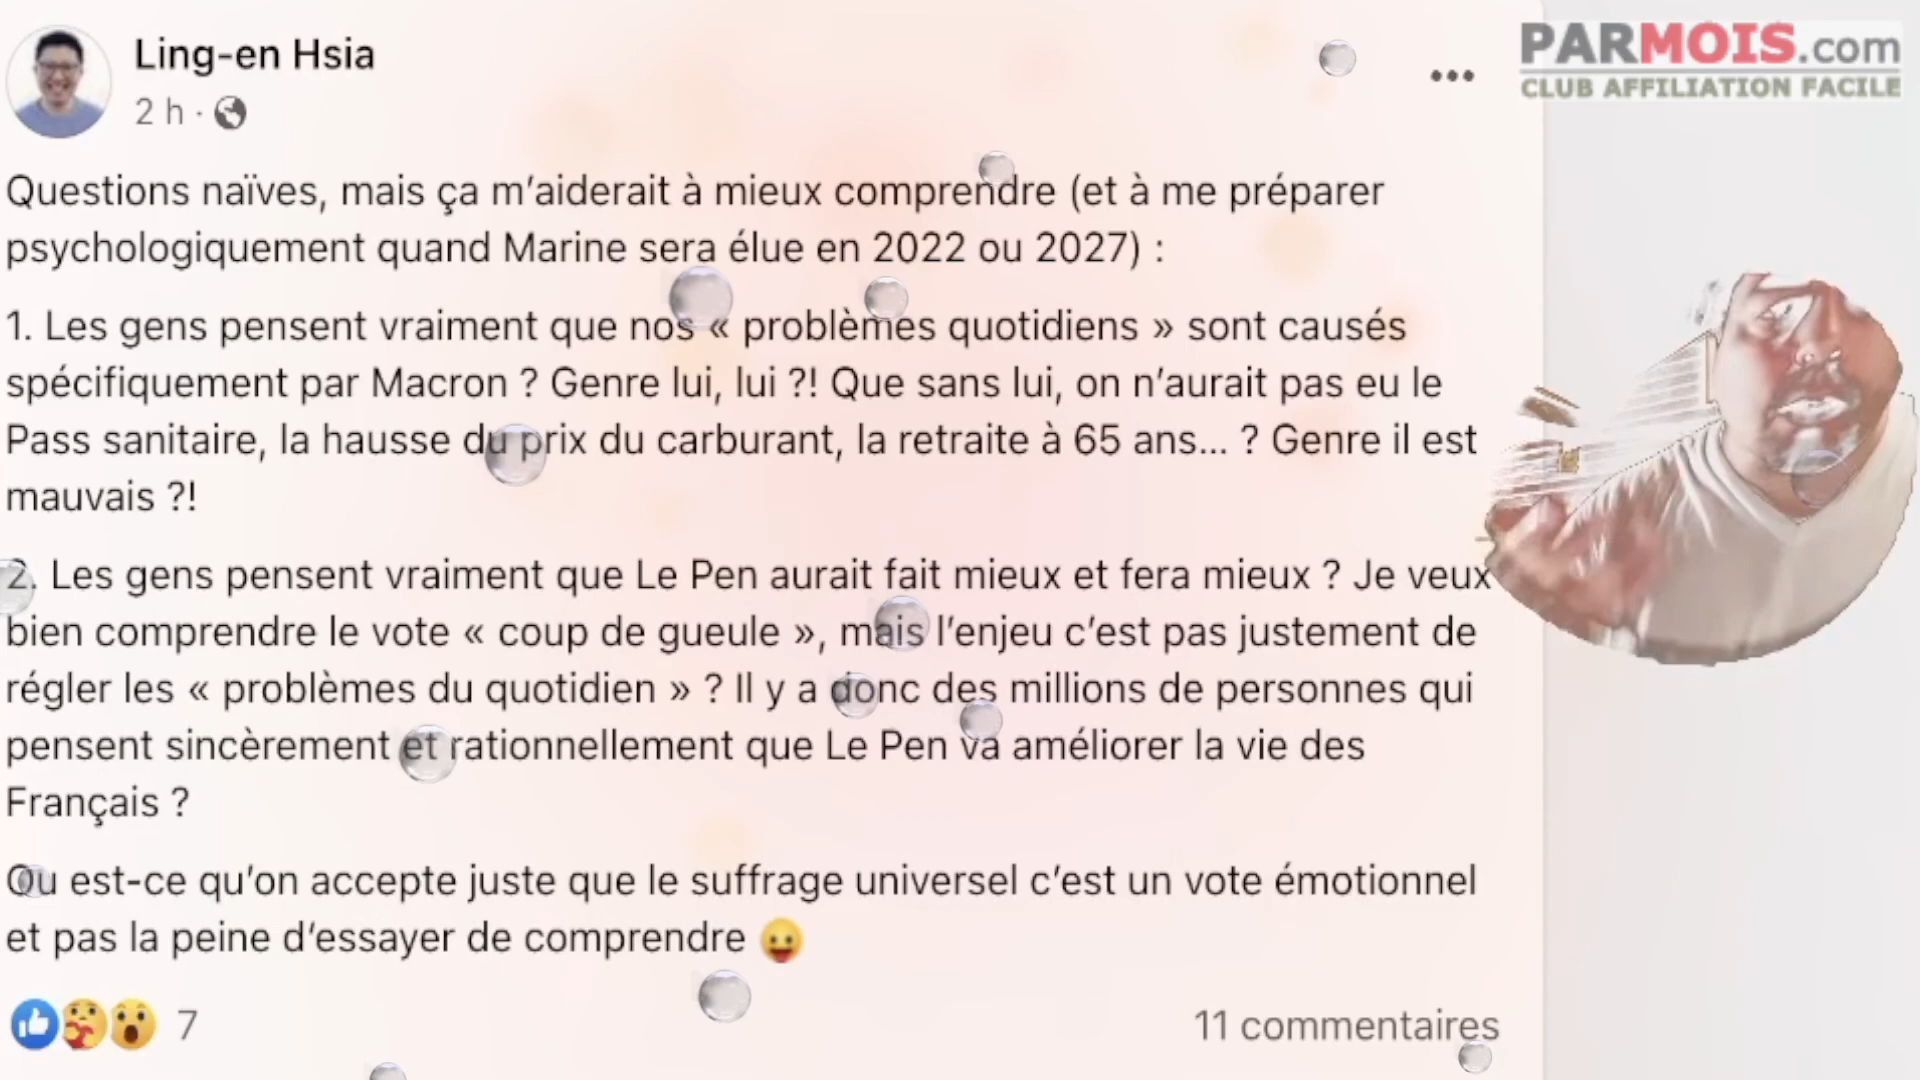 Ling-en Hsia
2 h ·
PARMOIS.com
CLUB AFFILIATION FACILE
Questions naïves, mais ça m’aiderait à mieux comprendre (et à me préparer
psychologiquement quand Marine sera élue en 2022 ou 2027) :
1. Les gens pensent vraiment que nos « problèmes quotidiens » sont causés
spécifiquement par Macron ? Genre lui, lui ?! Que sans lui, on n’aurait pas eu le
Pass sanitaire, la hausse du prix du carburant, la retraite à 65 ans... ? Genre il est
mauvais ?!
2. Les gens pensent vraiment que Le Pen aurait fait mieux et fera mieux ? Je veux
bien comprendre le vote « coup de gueule », mais l’enjeu c’est pas justement de
régler les « problèmes du quotidien » ? Il y a donc des millions de personnes qui
pensent sincèrement et rationnellement que Le Pen va améliorer la vie des
Français ?
Ou est-ce qu’on accepte juste que le suffrage universel c’est un vote émotionnel
et pas la peine d’essayer de comprendre
7
11 commentaires